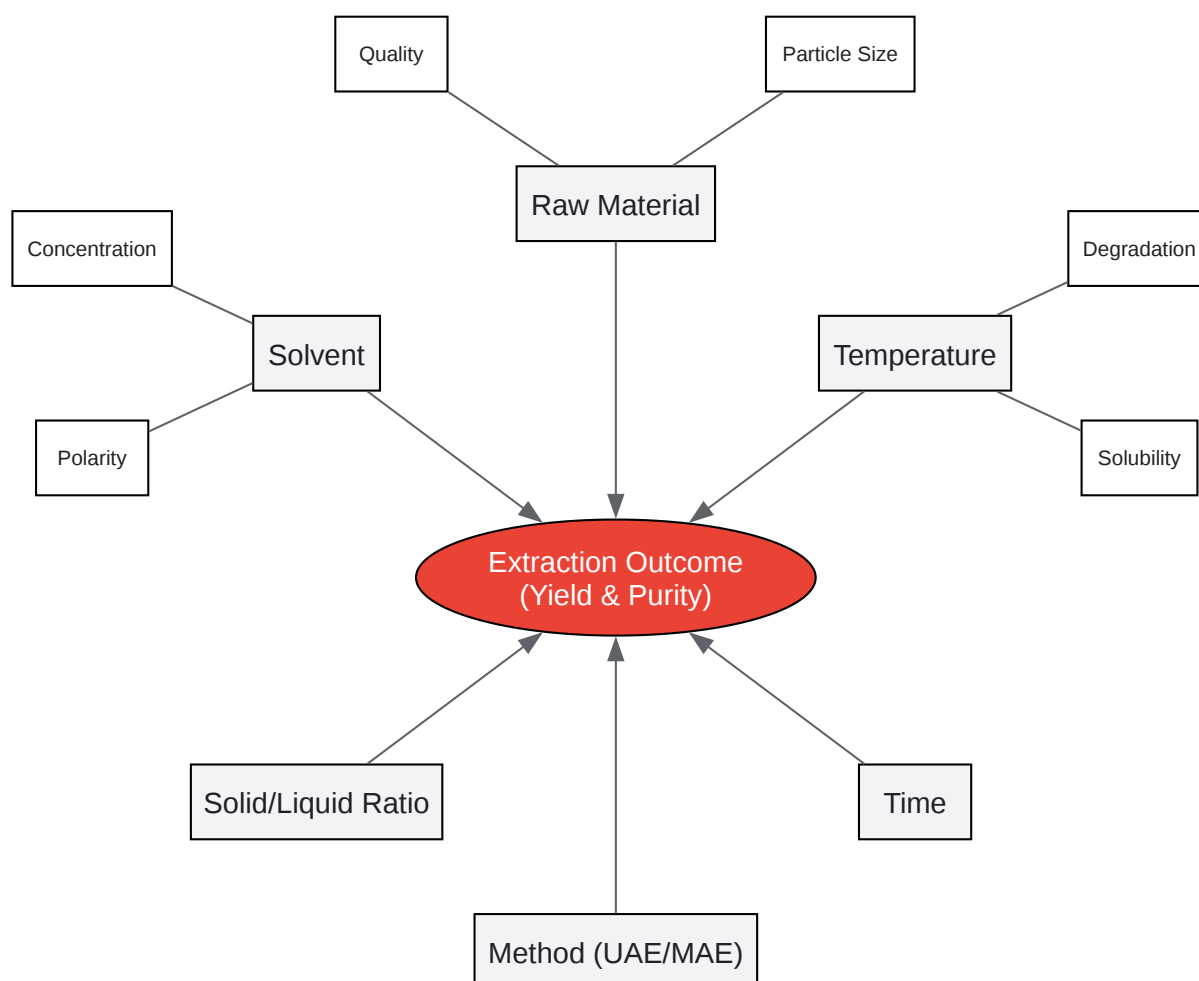 Quality
Particle Size
Raw Material
Concentration
Degradation
Solvent
Temperature
Polarity
Solubility
Extraction Outcome
(Yield & Purity)
Solid/Liquid Ratio
Time
Method (UAE/MAE)